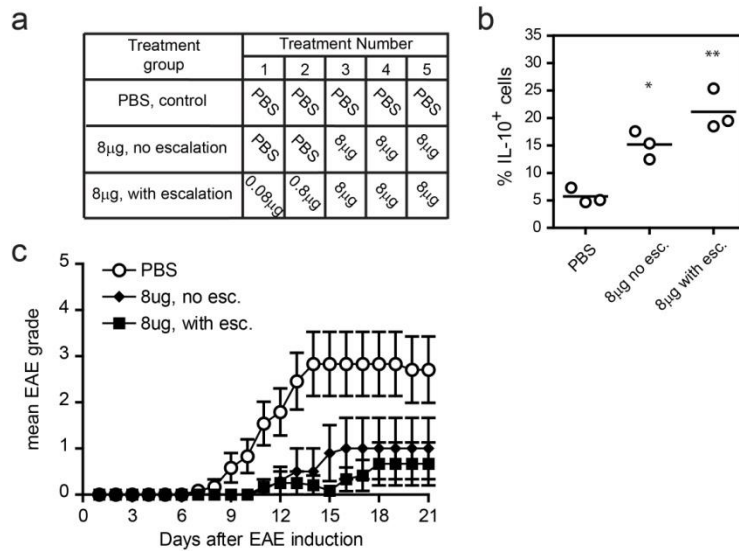 a
Treatment group
Treatment Number
1 2 3 4 5
PBS, control PBS PBS PBS PBS PBS
8µg, no escalation PBS PBS 8µg 8µg 8µg
8µg, with escalation 0.08µg 0.8µg 8µg 8µg 8µg
b
% IL-10+ cells
35
30
25
20
15
10
5
0
*
**
PBS
8µg no esc.
8µg with esc.
c
PBS
8ug, no esc.
8ug, with esc.
mean EAE grade
5
4
3
2
1
0
0 3 6 9 12 15 18 21
Days after EAE induction